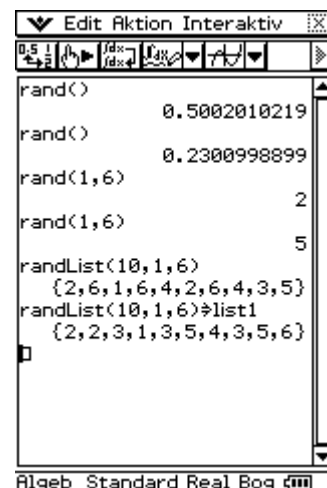 Edit Aktion Interaktiv
rand()
0.5002010219
rand()
0.2300998899
rand(1,6)
2
rand(1,6)
5
randList(10,1,6)
{2,6,1,6,4,2,6,4,3,5}
randList(10,1,6)⇒list1
{2,2,3,1,3,5,4,3,5,6}
Algeb Standard Real Bog